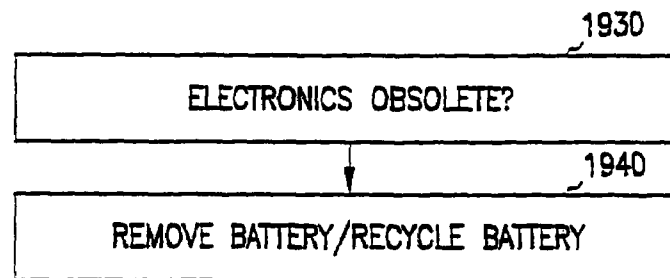 1930
ELECTRONICS OBSOLETE?
1940
REMOVE BATTERY/RECYCLE BATTERY